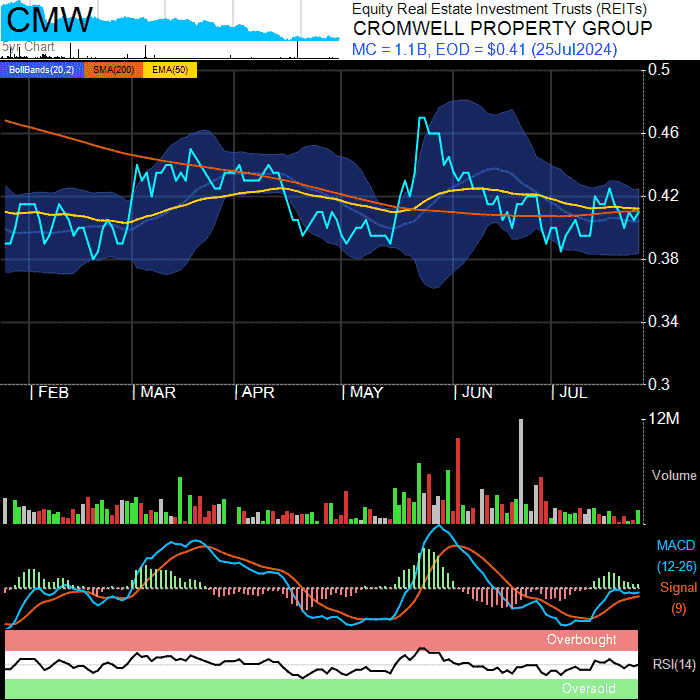 CMW
5yr Chart
Equity Real Estate Investment Trusts (REITs)
CROMWELL PROPERTY GROUP
MC = 1.1B, EOD = $0.41 (25Jul2024)
BollBands(20,2) SMA(200) EMA(50)
0.5
0.46
0.42
0.38
0.34
0.3
FEB MAR APR MAY JUN JUL
12M
Volume
MACD
(12-26)
Signal
(9)
Overbought
RSI(14)
Oversold